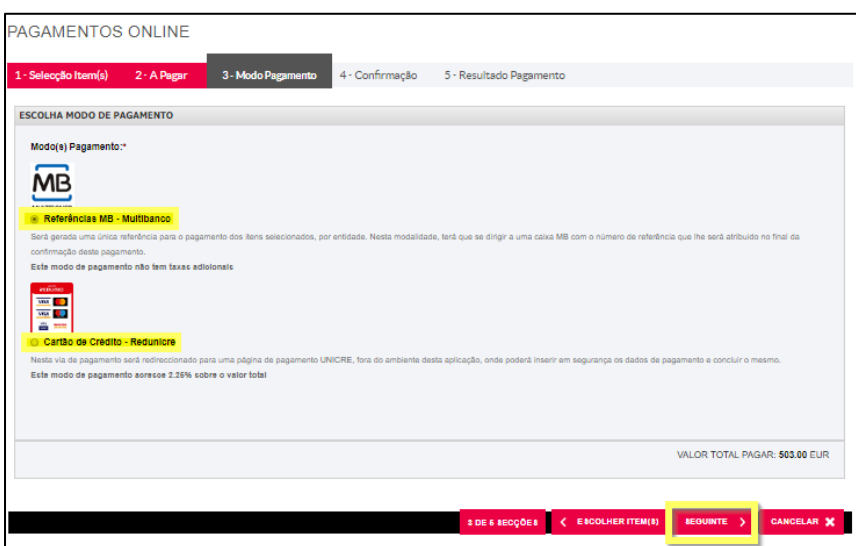 PAGAMENTOS ONLINE
1 - Selecção Item(s) 2 - A Pagar 3 - Modo Pagamento 4 - Confirmação 5 - Resultado Pagamento
ESCOLHA MODO DE PAGAMENTO
Modo(s) Pagamento:*
MB
Referências MB - Multibanco
Será gerada uma única referência para o pagamento dos itens selecionados, por entidade. Nesta modalidade, terá que se dirigir a uma caixa MB com o número de referência que lhe será atribuído no final da
confirmação deste pagamento.
Este modo de pagamento não tem taxas adicionais
VISA
VISA
VISA
Cartão de Crédito - Redunicre
Nesta via de pagamento será redireccionado para uma página de pagamento UNICRE, fora do ambiente desta aplicação, onde poderá inserir em segurança os dados de pagamento e concluir o mesmo.
Este modo de pagamento acresce 2.26% sobre o valor total
VALOR TOTAL PAGAR: 503.00 EUR
3 DE 5 SECÇÕES ESCOLHER ITEM(S) SEGUINTE CANCELAR